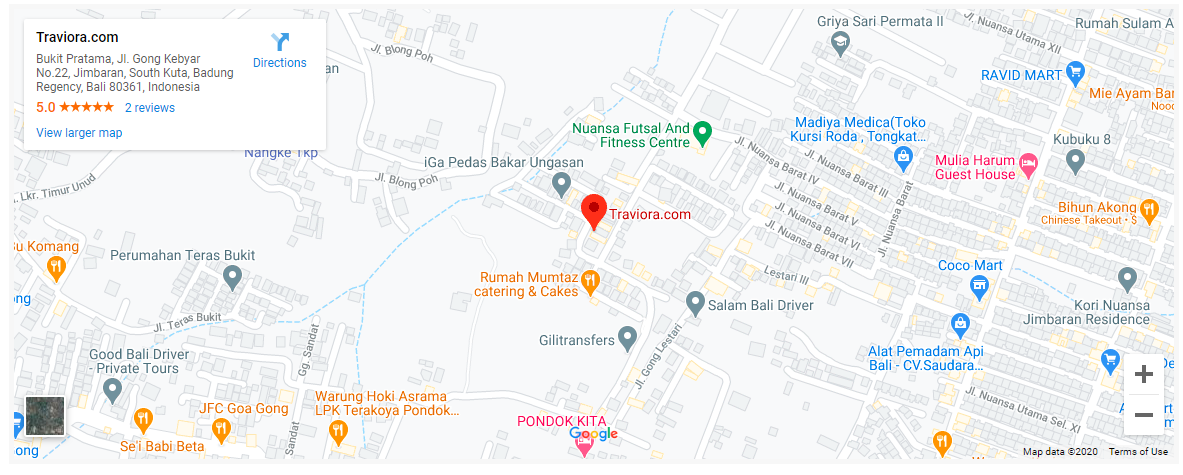 Traviora.com
Bukit Pratama, Jl. Gong Kebyar
No.22, Jimbaran, South Kuta, Badung
Regency, Bali 80361, Indonesia
5.0
2 reviews
View larger map
Directions
Jl. Blong Poh
Griya Sari Permata II
Rumah Sulam A
Jl. Nuansa Utama XII
RAVID MART
Mie Ayam Bar
Nangke Tkp
Nuansa Futsal And
Fitness Centre
Madiya Medica(Toko
Kursi Roda , Tongkat...
Kubuku 8
iGa Pedas Bakar Ungasan
Jl. Blong Poh
Jl. Nuansa Barat IV
Jl. Nuansa Barat III
Mulia Harum
Guest House
Lkr. Timur Unud
Traviora.com
Jl. Nuansa Barat V
Jl. Nuansa Barat VI
Jl. Nuansa Barat VII
Jl. Nuansa Barat
Bihun Akong
Chinese Takeout • $
Bu Komang
Perumahan Teras Bukit
Rumah Mumtaz
catering & Cakes
Lestari III
Coco Mart
ong
Salam Bali Driver
Kori Nuansa
Jimbaran Residence
Jl. Teras Bukit
Gg. Sandat
Gilitransfers
Good Bali Driver
- Private Tours
Jl. Gong Lestari
Alat Pemadam Api
Bali - CV.Saudara...
Jl. Nuansa Utama Sel. XI
Warung Hoki Asrama
LPK Terakoya Pondok...
JFC Goa Gong
PONDOK KITA
Google
Sandat
Se'i Babi Beta
ong
Map data ©2020
Terms of Use